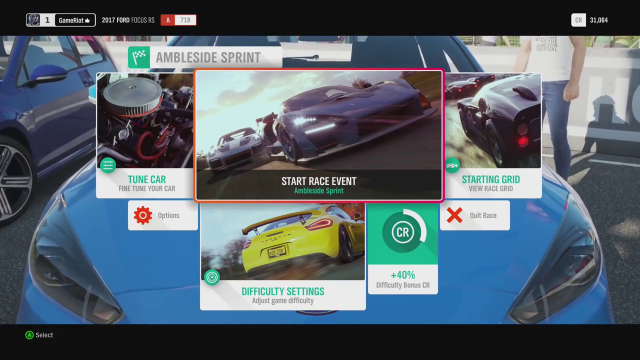 1 GameRiot 2017 FORD FOCUS RS A 718
CR 31,064
AMBLESIDE SPRINT
TUNE CAR
FINE TUNE YOUR CAR
START RACE EVENT
Ambleside Sprint
STARTING GRID
VIEW RACE GRID
Options
DIFFICULTY SETTINGS
Adjust game difficulty
CR
+40%
Difficulty Bonus CR
Quit Race
A Select